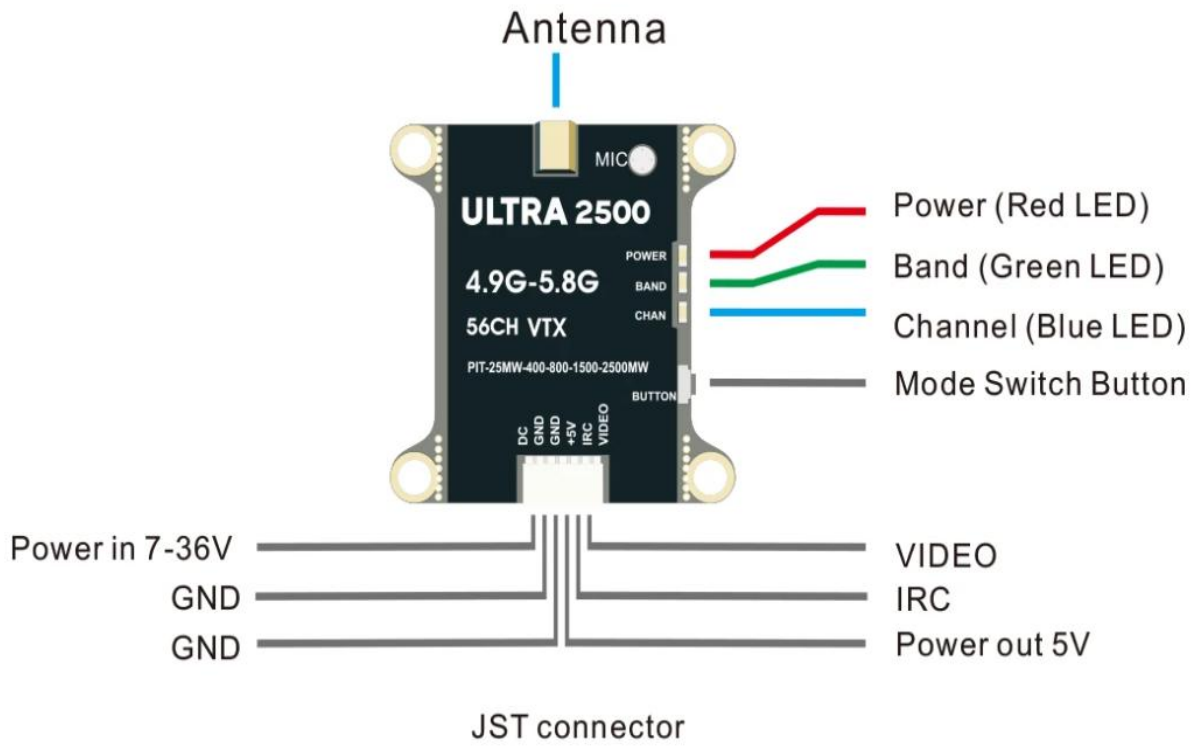 Antenna
MIC
ULTRA 2500
POWER
4.9G-5.8G
BAND
CHAN
56CH VTX
PIT-25MW-400-800-1500-2500MW
BUTTON
DC
GND
GND
+5V
IRC
VIDEO
Power (Red LED)
Band (Green LED)
Channel (Blue LED)
Mode Switch Button
Power in 7-36V
GND
GND
VIDEO
IRC
Power out 5V
JST connector